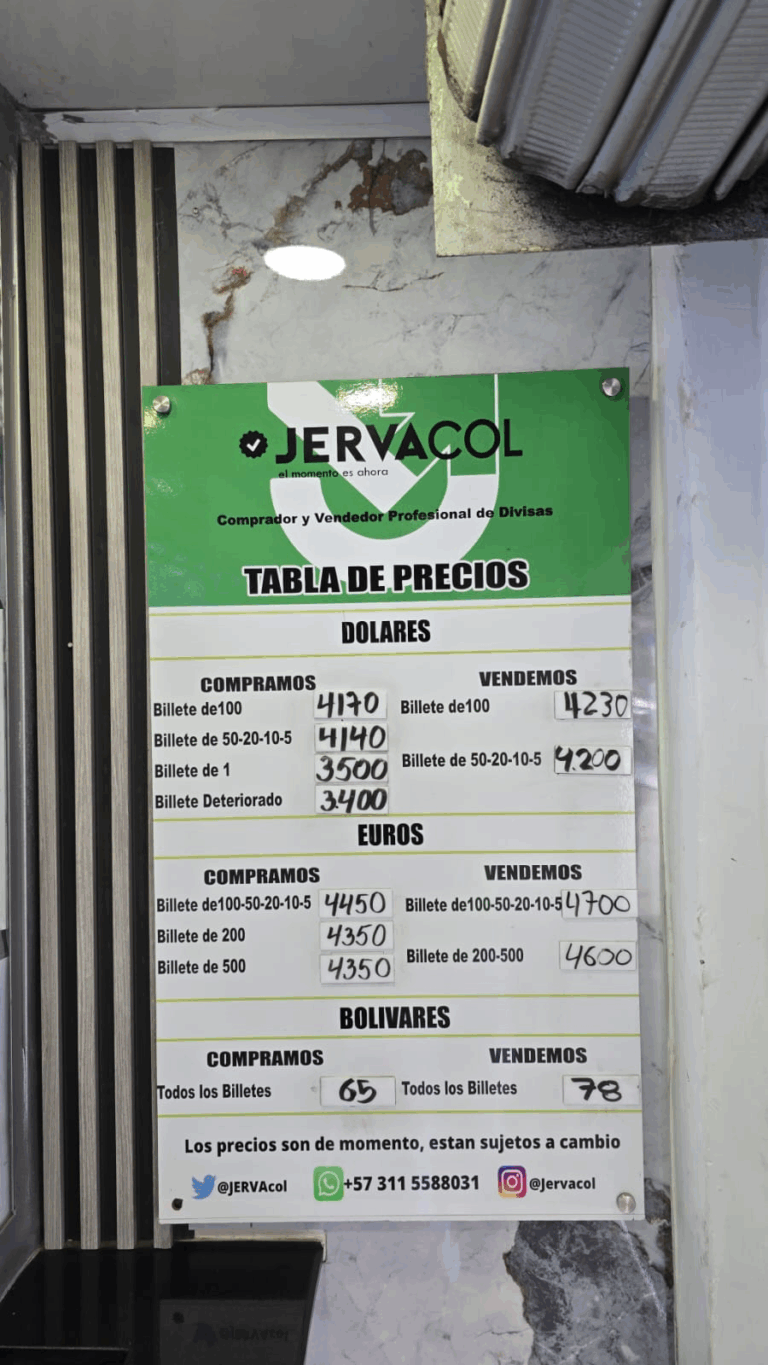 JERVACOL
el momento es ahora
Comprador y Vendedor Profesional de Divisas
TABLA DE PRECIOS
DOLARES
COMPRAMOS
Billete de100 4170
Billete de 50-20-10-5 4140
Billete de 1 3500
Billete Deteriorado 3.400
VENDEMOS
Billete de100 4230
Billete de 50-20-10-5 4.200
EUROS
COMPRAMOS
Billete de100-50-20-10-5 4450
Billete de 200 4350
Billete de 500 4350
VENDEMOS
Billete de100-50-20-10-5 4700
Billete de 200-500 4600
BOLIVARES
COMPRAMOS
Todos los Billetes 65
VENDEMOS
Todos los Billetes 78
Los precios son de momento, estan sujetos a cambio
@JERVAcol +57 311 5588031 @Jervacol